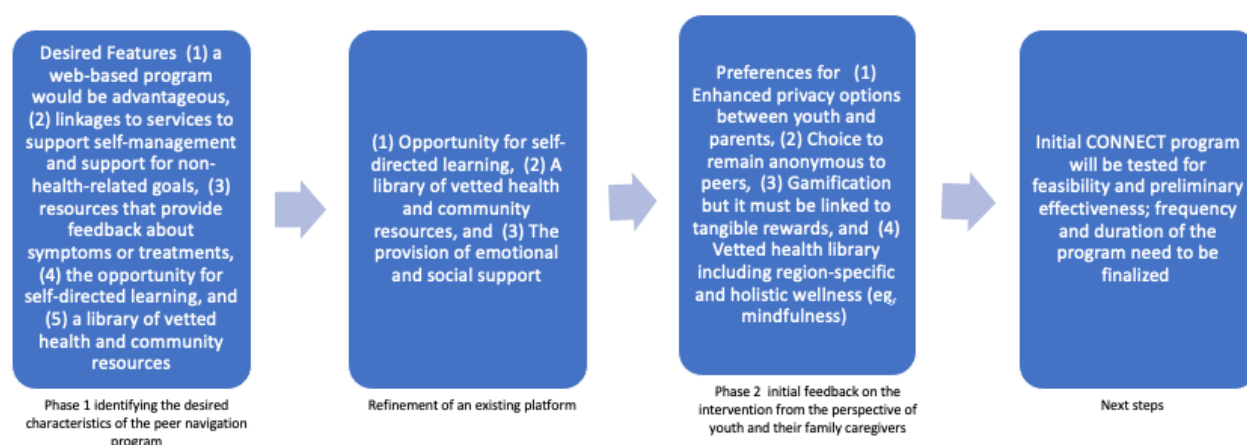 Desired Features (1) a
web-based program
would be advantageous,
(2) linkages to services to
support self-management
and support for non-
health-related goals, (3)
resources that provide
feedback about
symptoms or treatments,
(4) the opportunity for
self-directed learning, and
(5) a library of vetted
health and community
resources
Phase 1 identifying the desired
characteristics of the peer navigation
program
(1) Opportunity for self-
directed learning, (2) A
library of vetted health
and community
resources, and (3) The
provision of emotional
and social support
Refinement of an existing platform
Preferences for (1)
Enhanced privacy options
between youth and
parents, (2) Choice to
remain anonymous to
peers, (3) Gamification
but it must be linked to
tangible rewards, and (4)
Vetted health library
including region-specific
and holistic wellness (eg,
mindfulness)
Phase 2 initial feedback on the
intervention from the perspective of
youth and their family caregivers
Initial CONNECT program
will be tested for
feasibility and preliminary
effectiveness; frequency
and duration of the
program need to be
finalized
Next steps